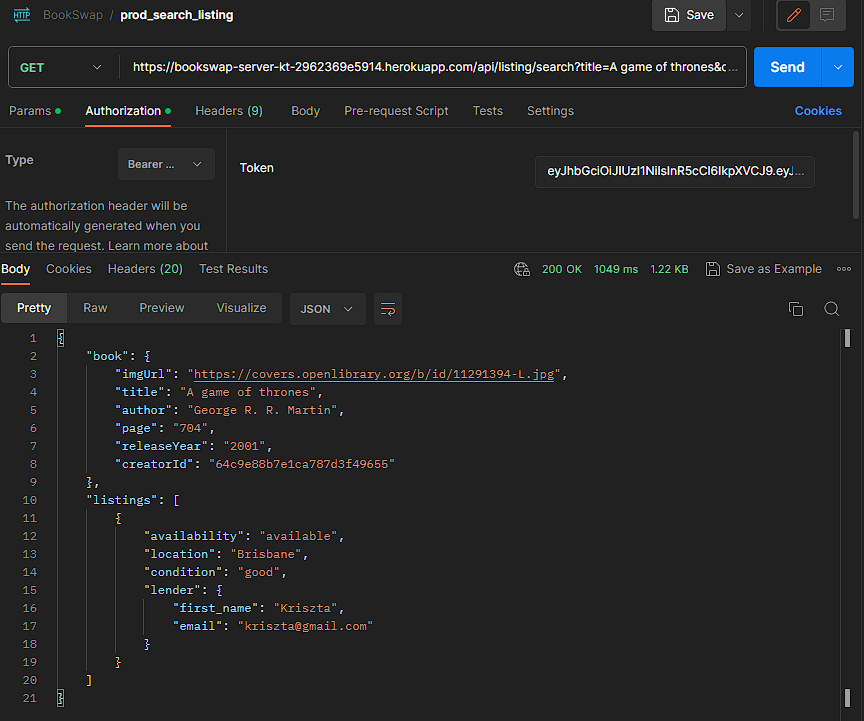 HTTP BookSwap / prod_search_listing Save
GET https://bookswap-server-kt-2962369e5914.herokuapp.com/api/listing/search?title=A game of thrones&c... Send
Params Authorization Headers (9) Body Pre-request Script Tests Settings Cookies
Type Bearer ... Token eyJhbGciOiJIUzI1NiIsInR5cCI6IkpXVCJ9.eyJ...
The authorization header will be
automatically generated when you
send the request. Learn more about
Body Cookies Headers (20) Test Results 200 OK 1049 ms 1.22 KB Save as Example
Pretty Raw Preview Visualize JSON
1 {
2 "book": {
3 "imgUrl": "https://covers.openlibrary.org/b/id/11291394-L.jpg",
4 "title": "A game of thrones",
5 "author": "George R. R. Martin",
6 "page": "704",
7 "releaseYear": "2001",
8 "creatorId": "64c9e88b7e1ca787d3f49655"
9 },
10 "listings": [
11 {
12 "availability": "available",
13 "location": "Brisbane",
14 "condition": "good",
15 "lender": {
16 "first_name": "Kriszta",
17 "email": "kriszta@gmail.com"
18 }
19 }
20 ]
21 }